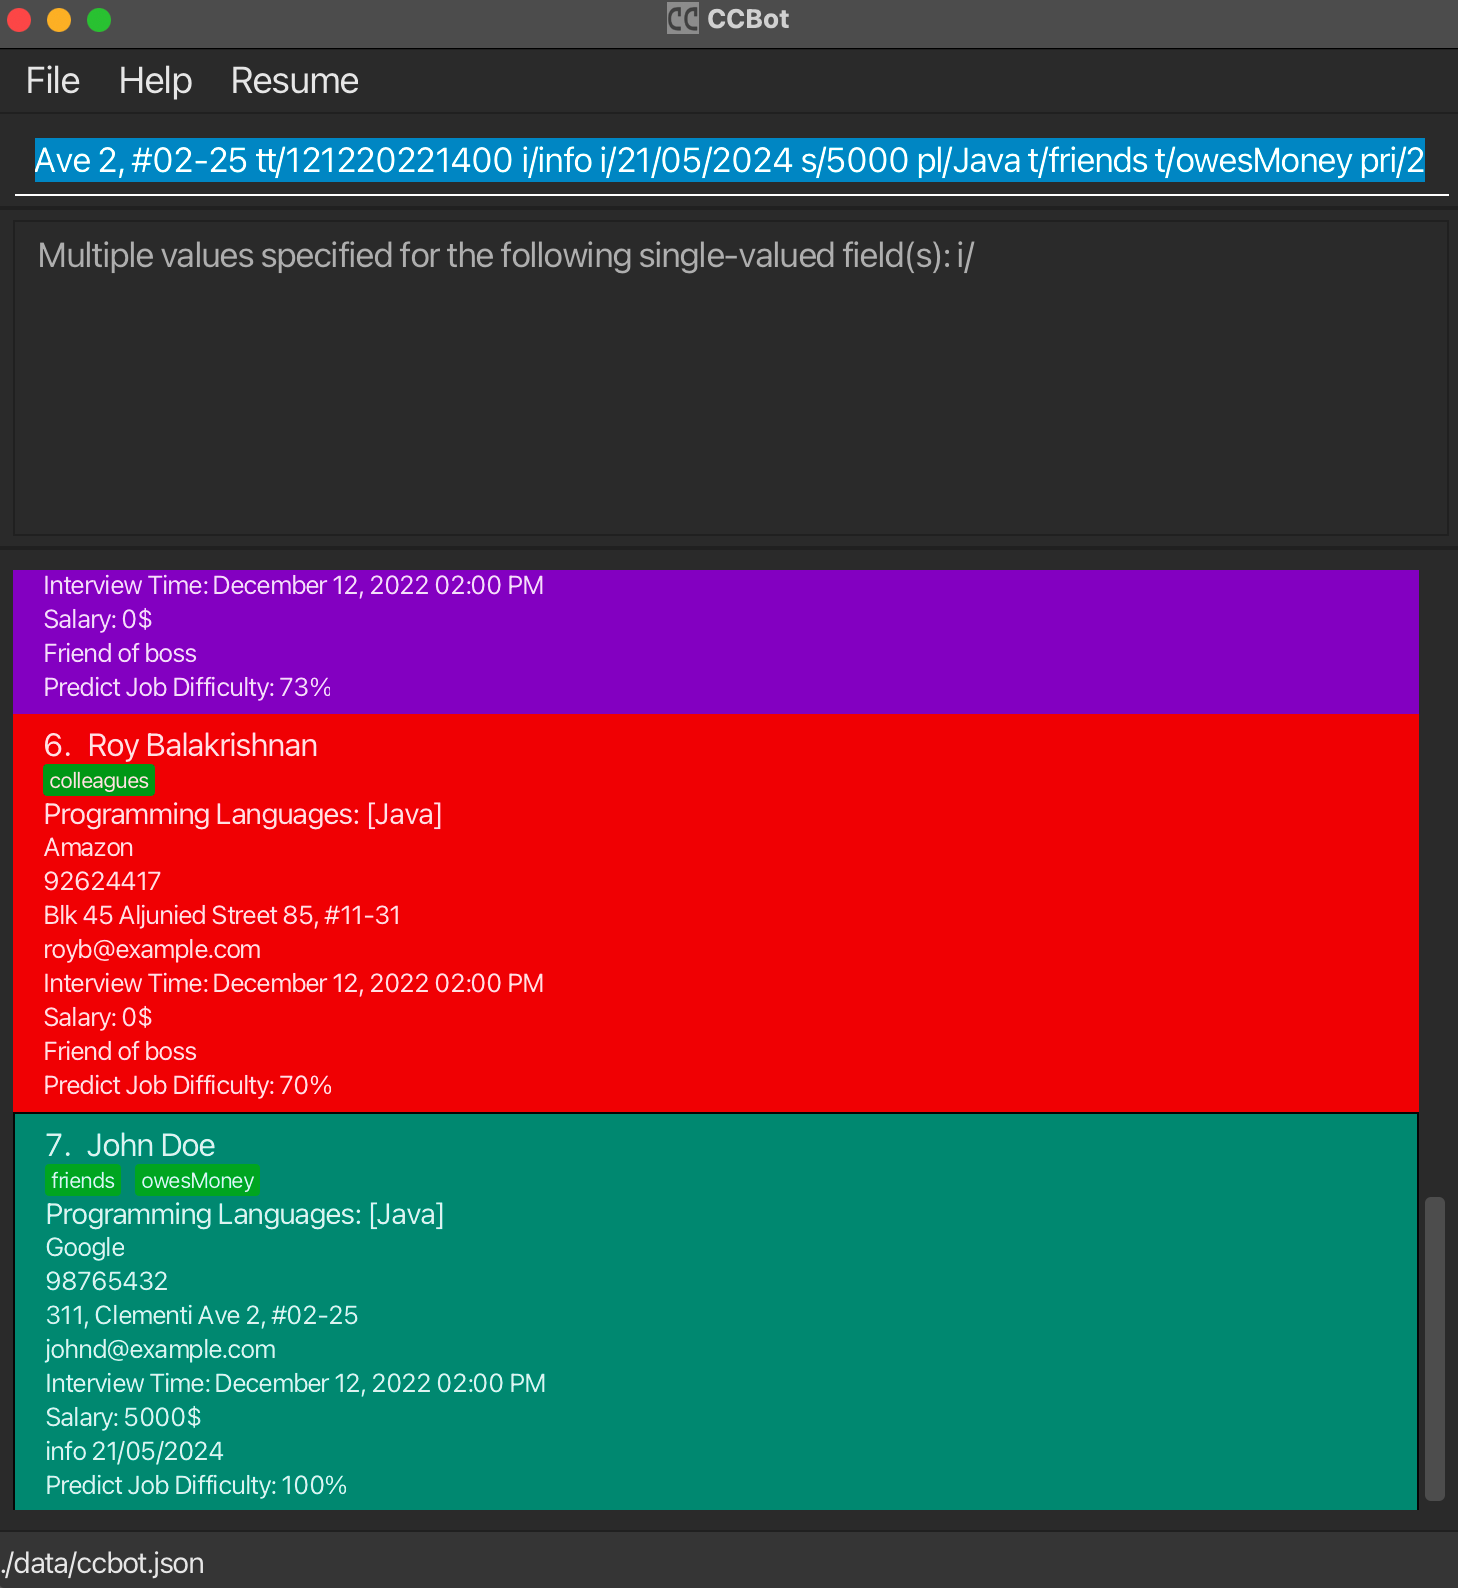 CC CCBot
File Help Resume
Ave 2, #02-25 tt/121220221400 i/info i/21/05/2024 s/5000 pl/Java t/friends t/owesMoney pri/2
Multiple values specified for the following single-valued field(s): i/
Interview Time: December 12, 2022 02:00 PM
Salary: 0$
Friend of boss
Predict Job Difficulty: 73%
6. Roy Balakrishnan
colleagues
Programming Languages: [Java]
Amazon
92624417
Blk 45 Aljunied Street 85, #11-31
royb@example.com
Interview Time: December 12, 2022 02:00 PM
Salary: 0$
Friend of boss
Predict Job Difficulty: 70%
7. John Doe
friends owesMoney
Programming Languages: [Java]
Google
98765432
311, Clementi Ave 2, #02-25
johnd@example.com
Interview Time: December 12, 2022 02:00 PM
Salary: 5000$
info 21/05/2024
Predict Job Difficulty: 100%
./data/ccbot.json